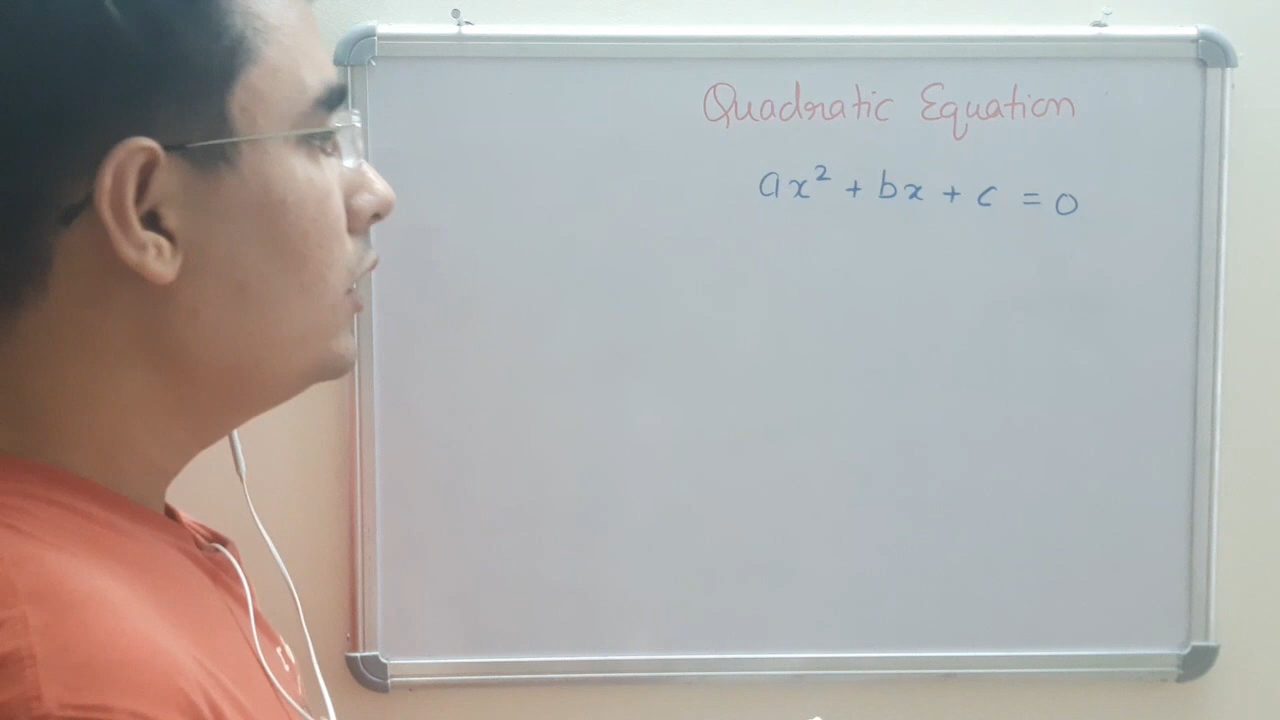 Quadratic Equation
ax² + bx + c = 0